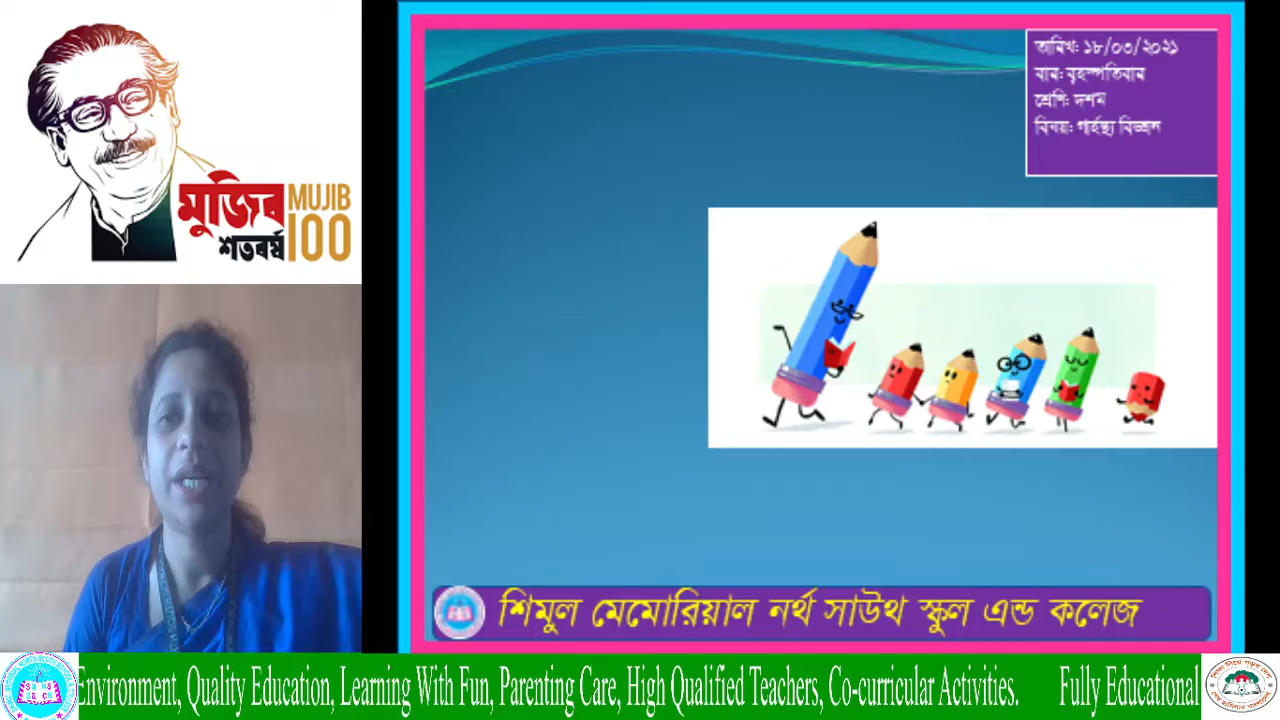 মুজিব
শতবর্ষ
MUJIB
100
তারিখ: ১৮/০৩/২০২১
বার: বৃহস্পতিবার
শ্রেণি: দশম
বিষয়: গার্হস্থ্য বিজ্ঞান
শিমুল মেমোরিয়াল নর্থ সাউথ স্কুল এন্ড কলেজ
Environment, Quality Education, Learning With Fun, Parenting Care, High Qualified Teachers, Co-curricular Activities. Fully Educational